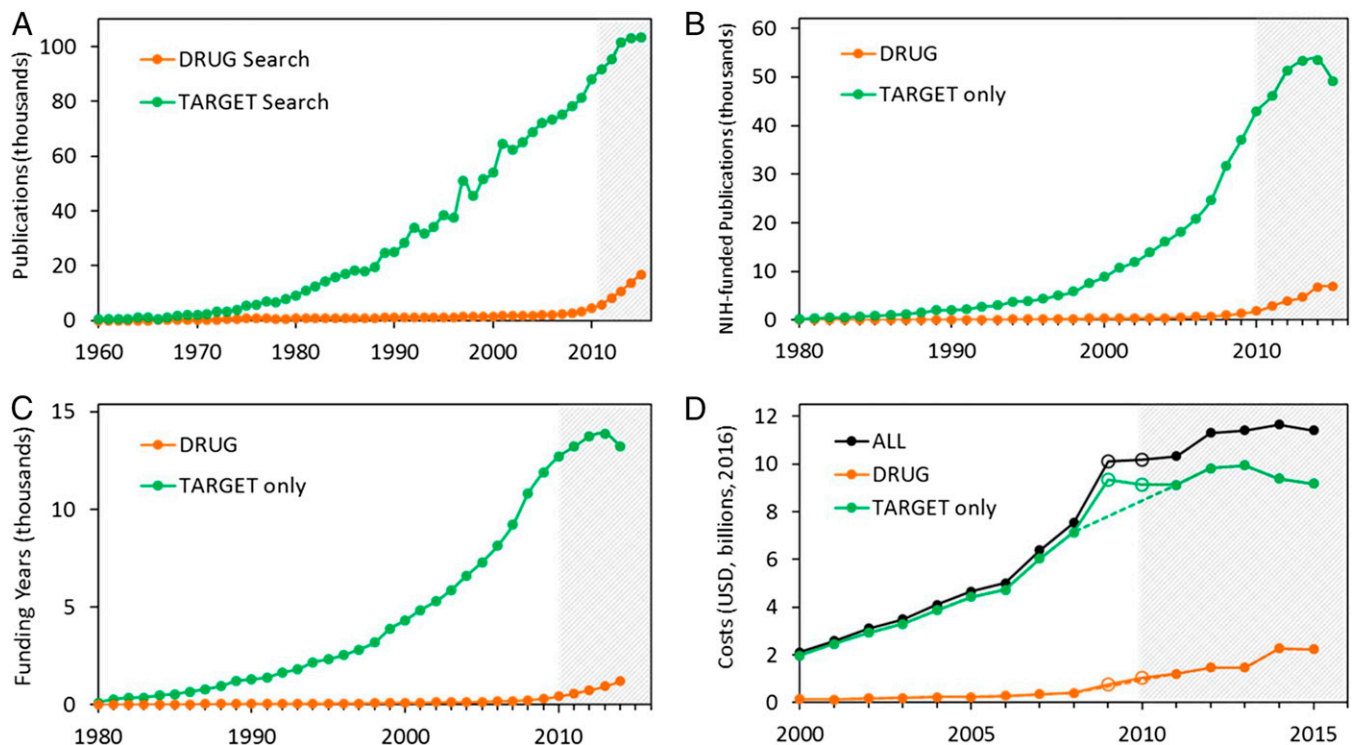 A
Publications (thousands)
100
80
60
40
20
0
DRUG Search
TARGET Search
1960 1970 1980 1990 2000 2010
B
NIH-funded Publications (thousands)
60
50
40
30
20
10
0
DRUG
TARGET only
1980 1990 2000 2010
C
Funding Years (thousands)
15
10
5
0
DRUG
TARGET only
1980 1990 2000 2010
D
Costs (USD, billions, 2016)
12
10
8
6
4
2
0
ALL
DRUG
TARGET only
2000 2005 2010 2015